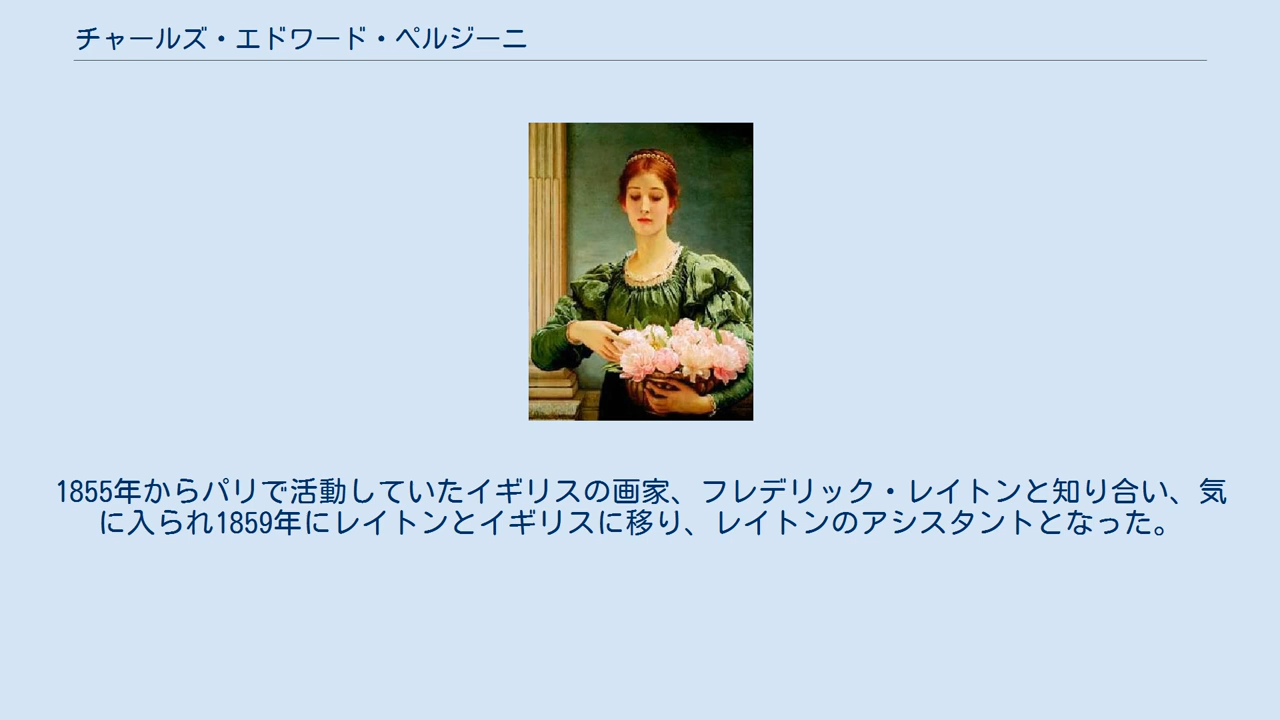 チャールズ・エドワード・ペルジーニ
1855年からパリで活動していたイギリスの画家、フレデリック・レイトンと知り合い、気
に入られ1859年にレイトンとイギリスに移り、レイトンのアシスタントとなった。